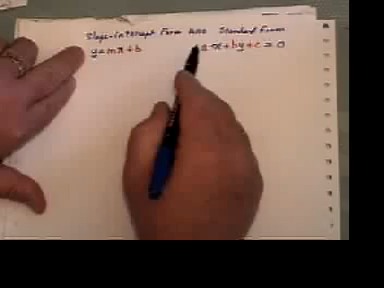 Slope-intercept Form and Standard Form
y=mx+b ax+by+c=0